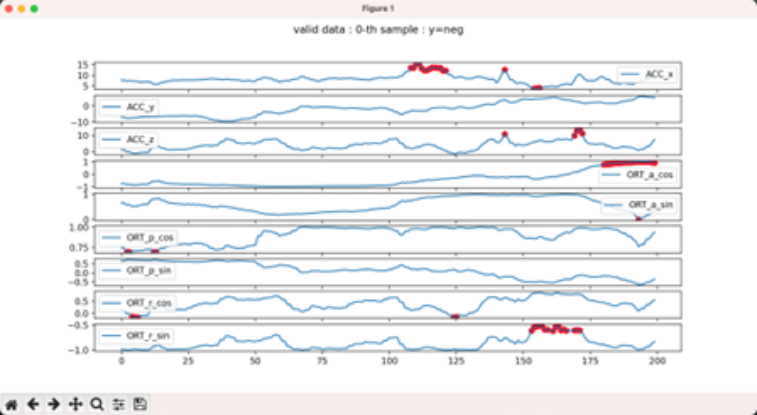 Figure 1
valid data : 0-th sample : y=neg
15
10
5
ACC_x
0
−10
ACC_y
10
0
ACC_z
1
0
−1
ORT_a_cos
0
ORT_a_sin
1.00
0.75
ORT_p_cos
0.5
0.0
−0.5
ORT_p_sin
0.5
0.0
ORT_r_cos
−0.5
−1.0
ORT_r_sin
0 25 50 75 100 125 150 175 200